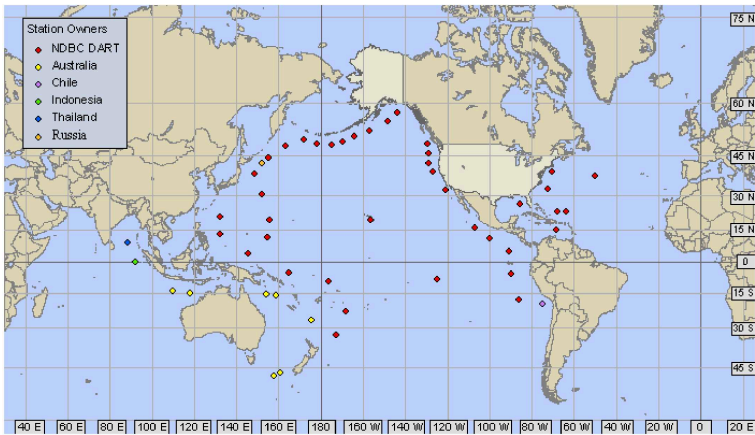 Station Owners
NDBC DART
Australia
Chile
Indonesia
Thailand
Russia
75 N
60 N
45 N
30 N
15 N
0
15 S
30 S
45 S
40 E 60 E 80 E 100 E 120 E 140 E 160 E 180 160 W 140 W 120 W 100 W 80 W 60 W 40 W 20 W 0 20 E